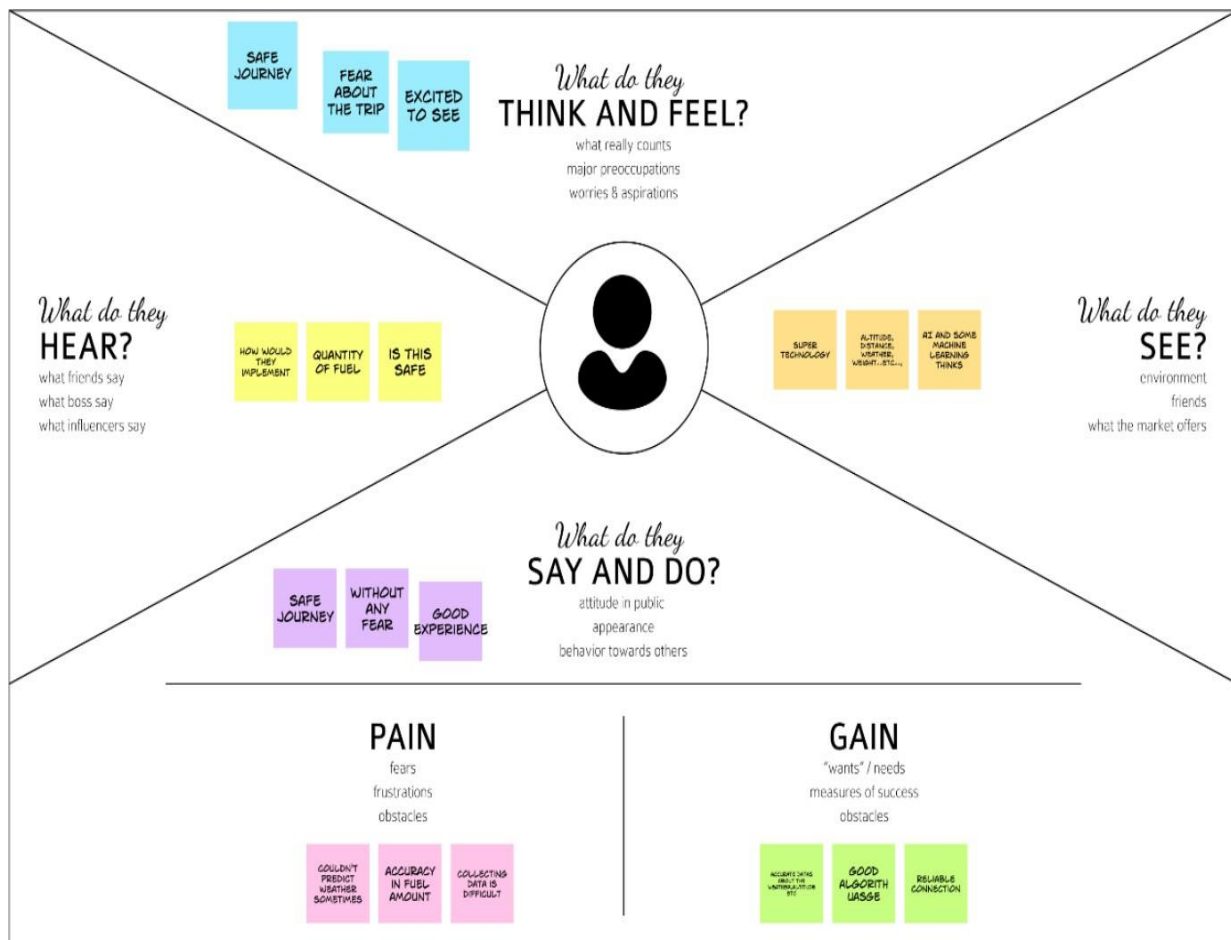 SAFE
JOURNEY
FEAR
ABOUT
THE TRIP
EXCITED
TO SEE
What do they
THINK AND FEEL?
what really counts
major preoccupations
worries & aspirations
What do they
HEAR?
what friends say
what boss say
what influencers say
HOW WOULD
THEY
IMPLEMENT
QUANTITY
OF FUEL
IS THIS
SAFE
SUPER
TECHNOLOGY
ALTITUDE,
DISTANCE,
WEATHER,
WEIGHT...ETC...,
AI AND SOME
MACHINE
LEARNING
THINKS
What do they
SEE?
environment
friends
what the market offers
What do they
SAY AND DO?
attitude in public
appearance
behavior towards others
SAFE
JOURNEY
WITHOUT
ANY
FEAR
GOOD
EXPERIENCE
PAIN
fears
frustrations
obstacles
COULDN'T
PREDICT
WEATHER
SOMETIMES
ACCURACY
IN FUEL
AMOUNT
COLLECTING
DATA IS
DIFFICULT
GAIN
"wants" / needs
measures of success
obstacles
ACCURATE DATAS
ABOUT THE
WEATHER,ALTITUDE
ETC
GOOD
ALGORITH
UASGE
RELIABLE
CONNECTION